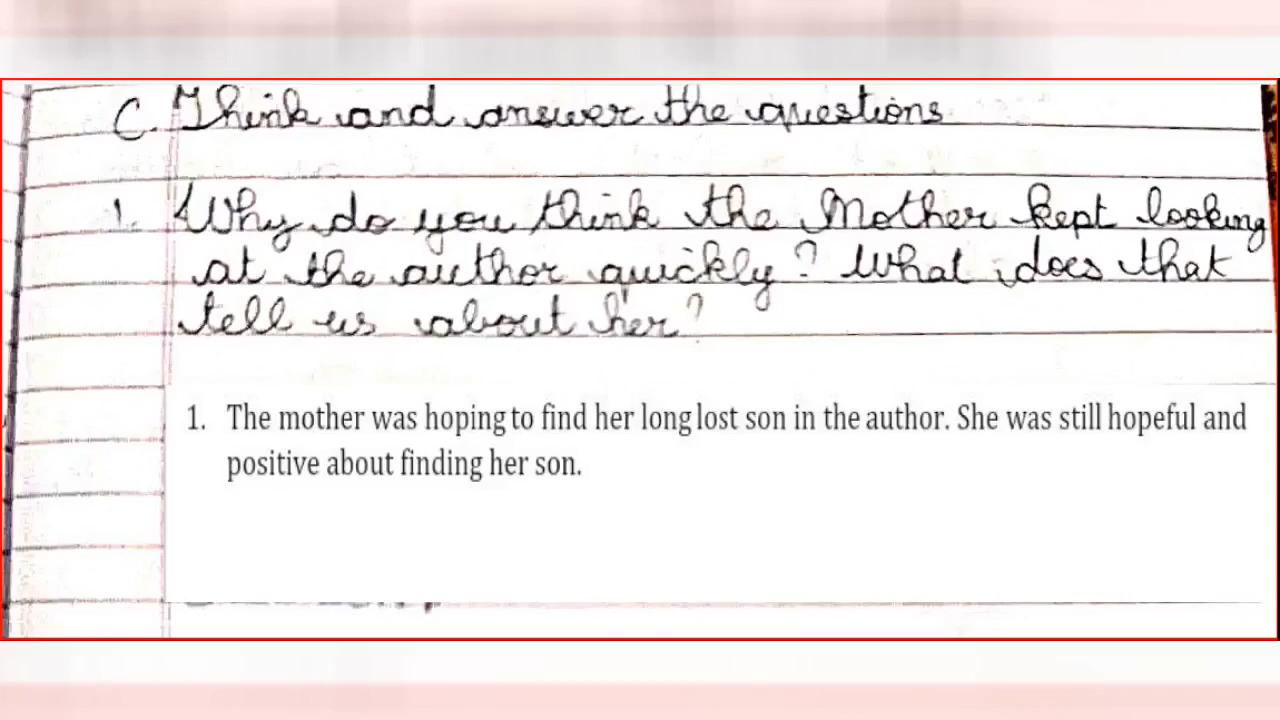 C. Think and answer the questions
1. Why do you think the Mother kept looking
at the author quickly? What does that
tell us about her?
1. The mother was hoping to find her long lost son in the author. She was still hopeful and
positive about finding her son.